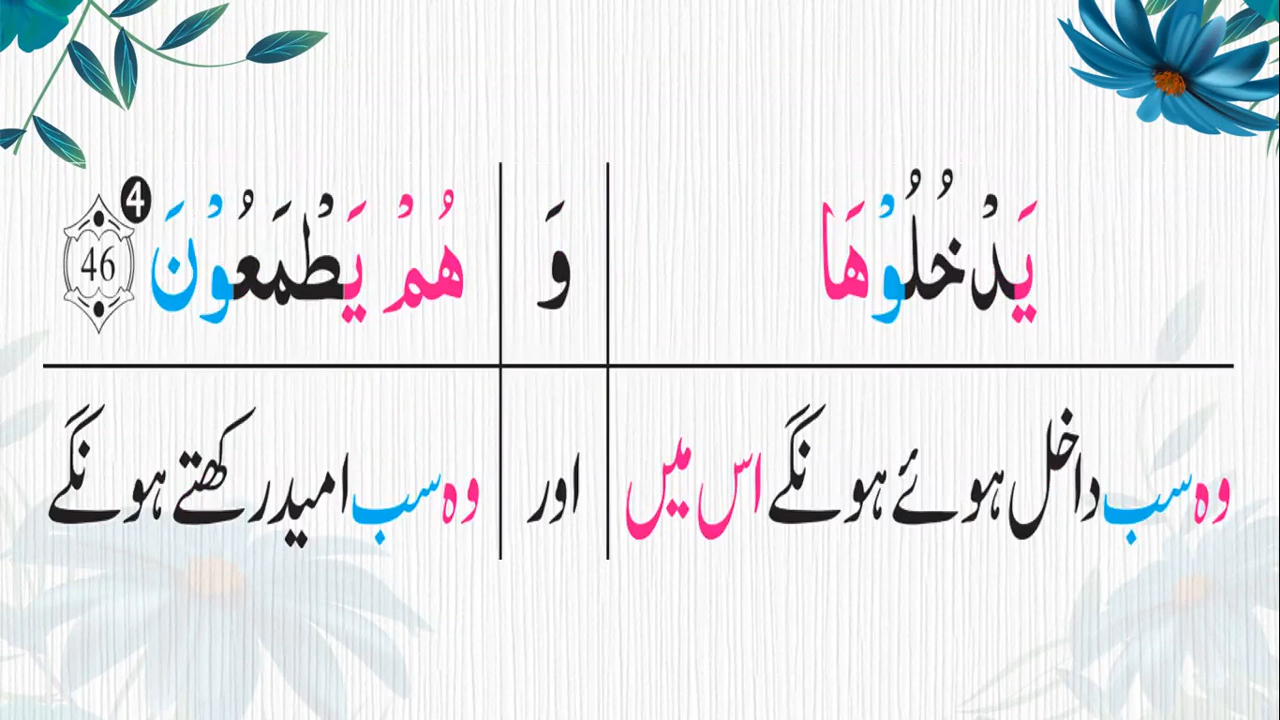 يَدْخُلُوْهَا وَ هُمْ يَطْمَعُوْنَ 46 4
وہ سب داخل ہوئے ہونگے اس میں اور وہ سب امید رکھتے ہونگے